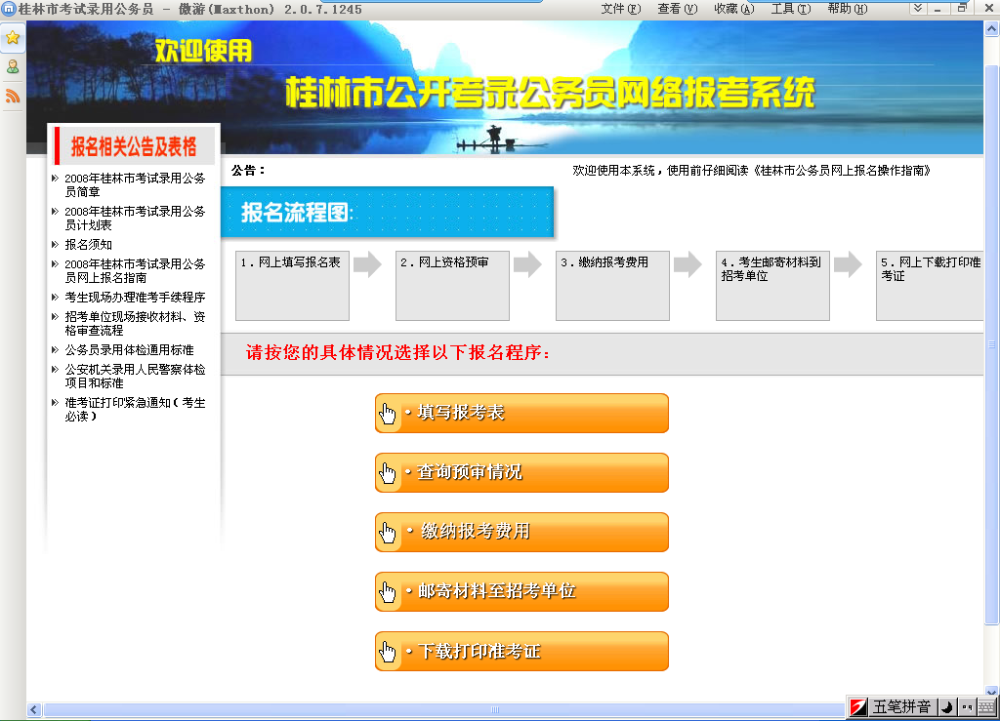 桂林市考试录用公务员 - 傲游(Maxthon) 2.0.7.1245
文件(F) 查看(V) 收藏(A) 工具(T) 帮助(H)
欢迎使用
桂林市公开考录公务员网络报考系统
报名相关公告及表格
2008年桂林市考试录用公务
员简章
2008年桂林市考试录用公务
员计划表
报名须知
2008年桂林市考试录用公务
员网上报名指南
考生现场办理准考手续程序
招考单位现场接收材料、资
格审查流程
公务员录用体检通用标准
公安机关录用人民警察体检
项目和标准
准考证打印紧急通知(考生
必读)
公告：
欢迎使用本系统，使用前仔细阅读《桂林市公务员网上报名操作指南》
报名流程图:
1．网上填写报名表
2．网上资格预审
3．缴纳报考费用
4．考生邮寄材料到
招考单位
5．网上下载打印准
考证
请按您的具体情况选择以下报名程序：
·填写报考表
·查询预审情况
·缴纳报考费用
·邮寄材料至招考单位
·下载打印准考证
五笔拼音